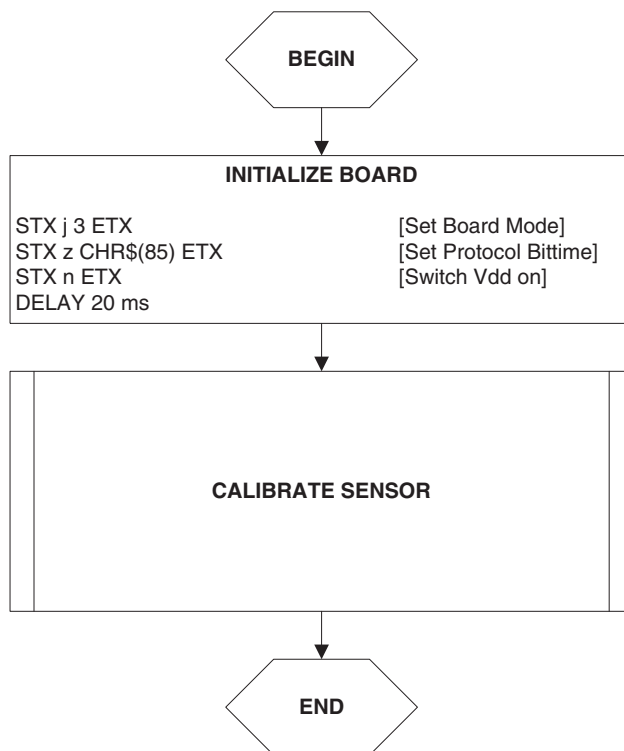 BEGIN
INITIALIZE BOARD
STX j 3 ETX [Set Board Mode]
STX z CHR$(85) ETX [Set Protocol Bittime]
STX n ETX [Switch Vdd on]
DELAY 20 ms
CALIBRATE SENSOR
END